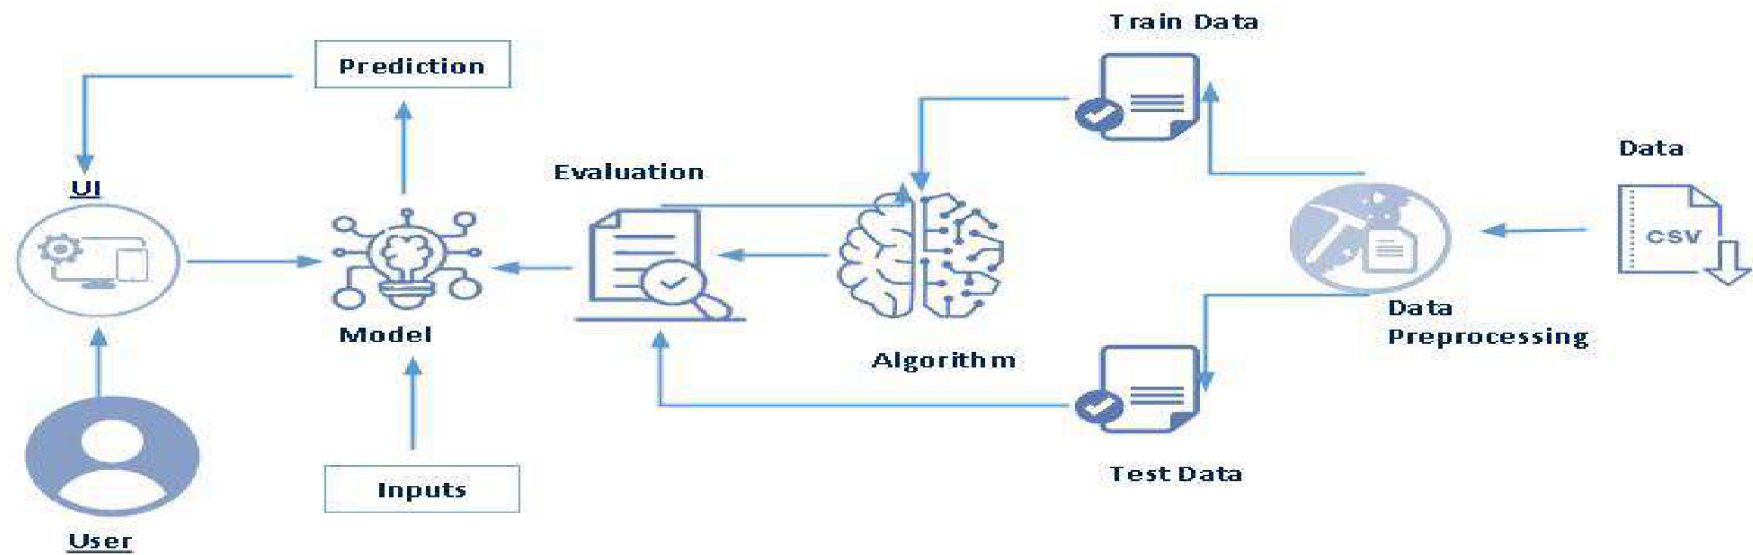 Train Data
Prediction
Data
Evaluation
UI
CSV
Data
Preprocessing
Model
Algorithm
Test Data
Inputs
User